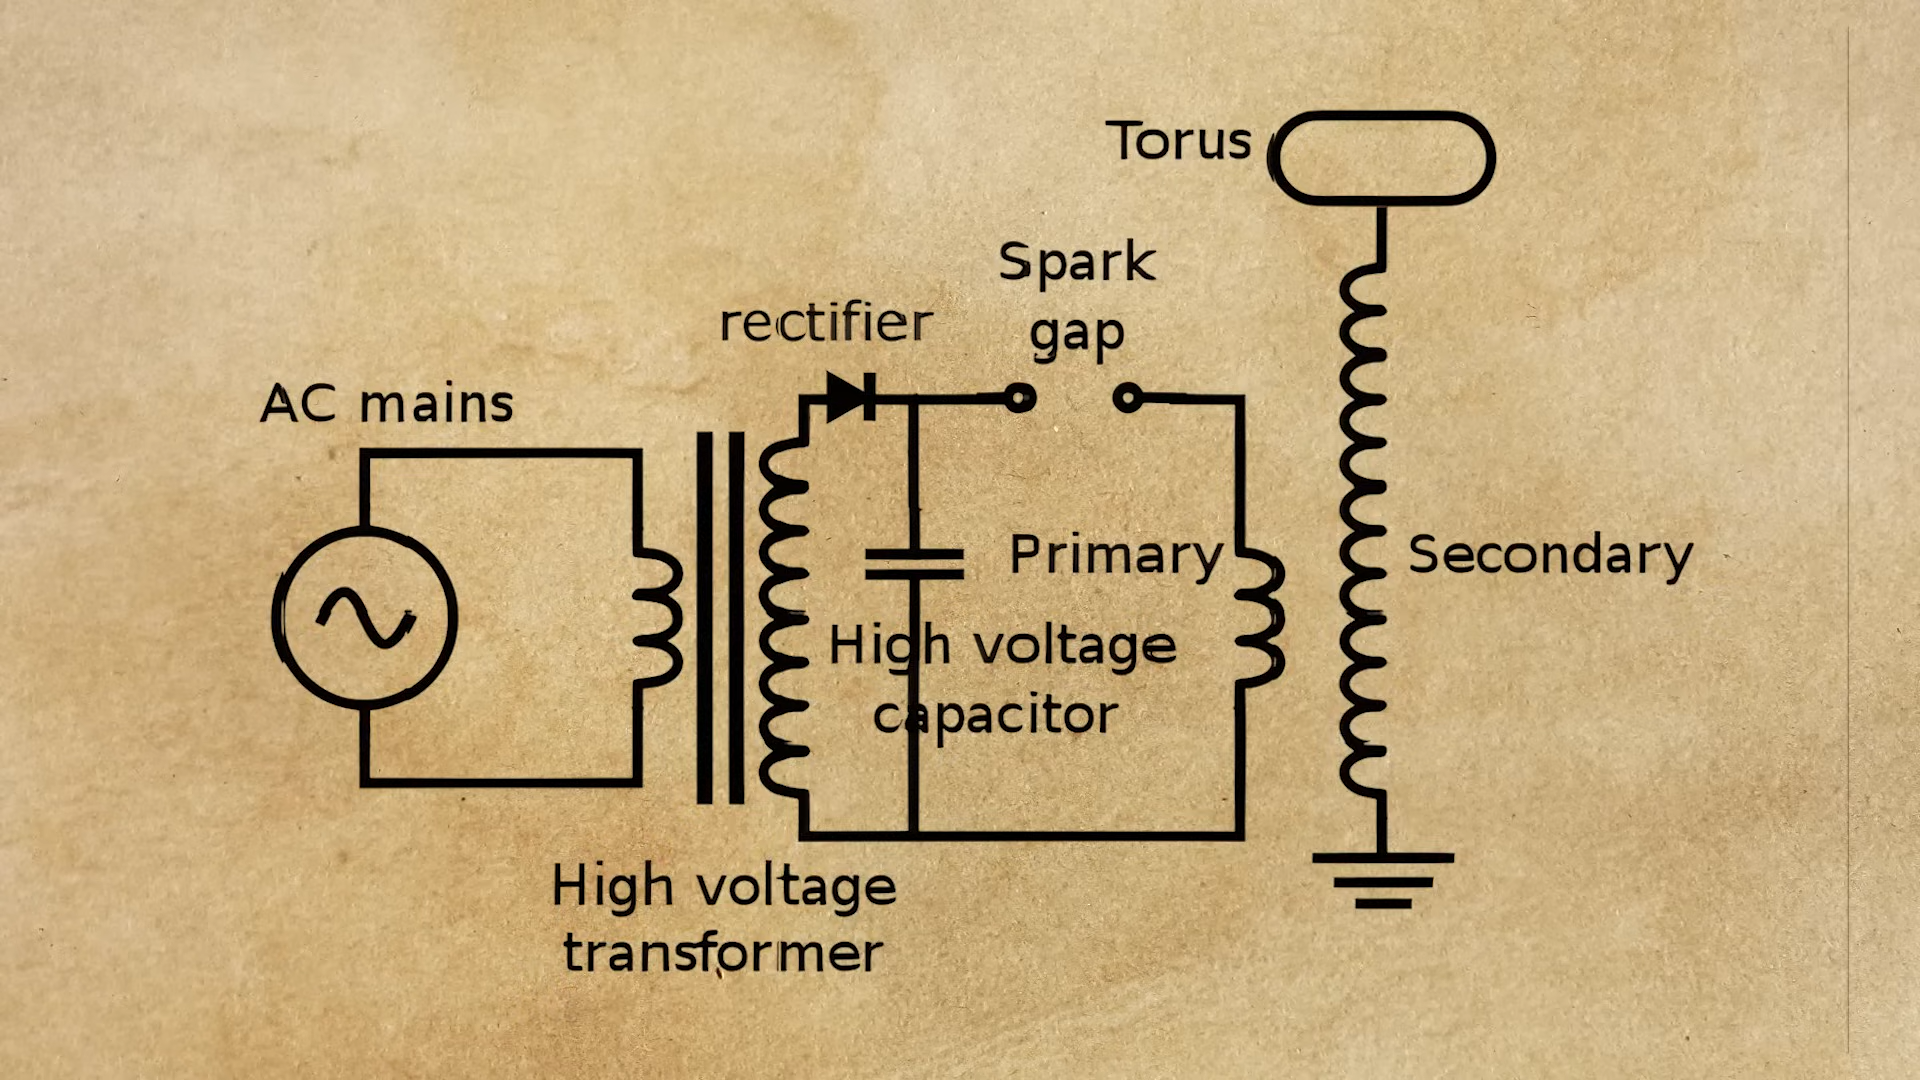 Torus
Spark
gap
rectifier
AC mains
Primary
Secondary
High voltage
capacitor
High voltage
transformer